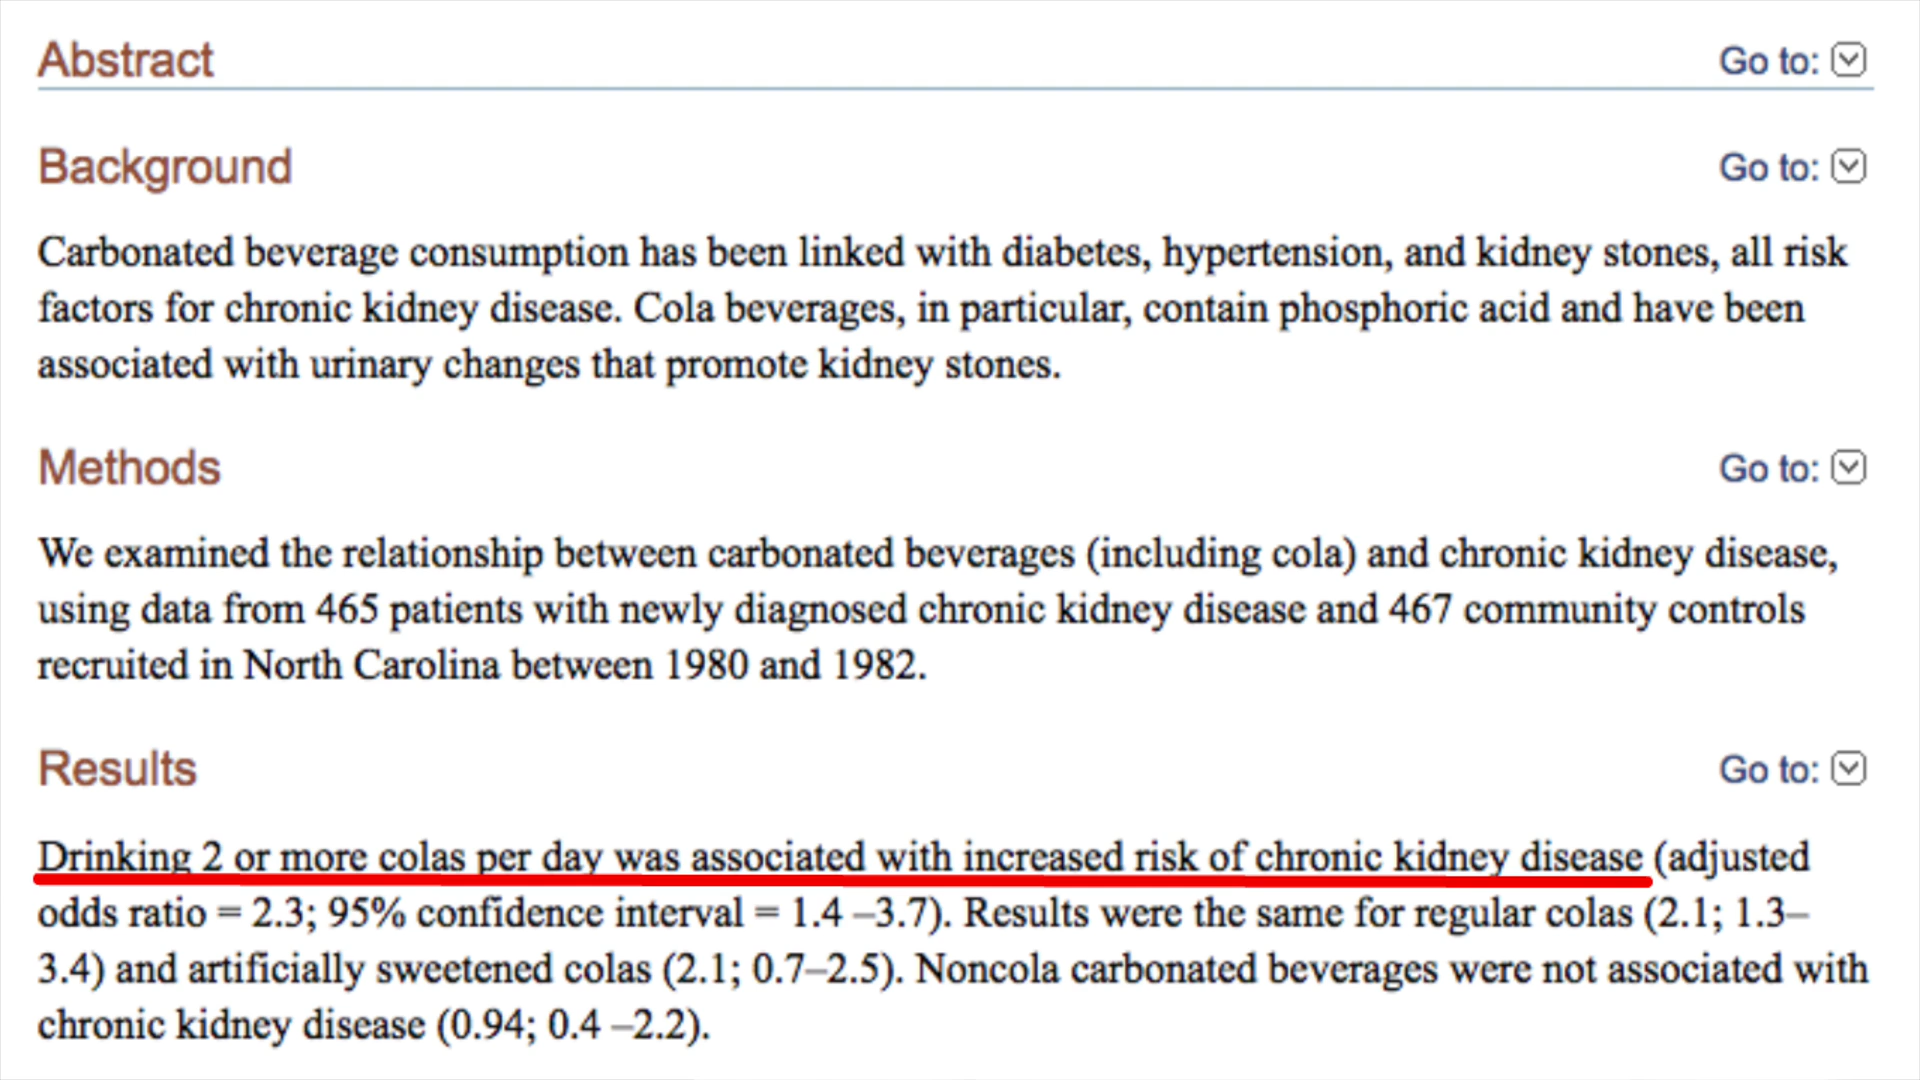 Abstract
Go to:
Background
Go to:
Carbonated beverage consumption has been linked with diabetes, hypertension, and kidney stones, all risk
factors for chronic kidney disease. Cola beverages, in particular, contain phosphoric acid and have been
associated with urinary changes that promote kidney stones.
Methods
Go to:
We examined the relationship between carbonated beverages (including cola) and chronic kidney disease,
using data from 465 patients with newly diagnosed chronic kidney disease and 467 community controls
recruited in North Carolina between 1980 and 1982.
Results
Go to:
Drinking 2 or more colas per day was associated with increased risk of chronic kidney disease (adjusted
odds ratio = 2.3; 95% confidence interval = 1.4 –3.7). Results were the same for regular colas (2.1; 1.3–
3.4) and artificially sweetened colas (2.1; 0.7–2.5). Noncola carbonated beverages were not associated with
chronic kidney disease (0.94; 0.4 –2.2).